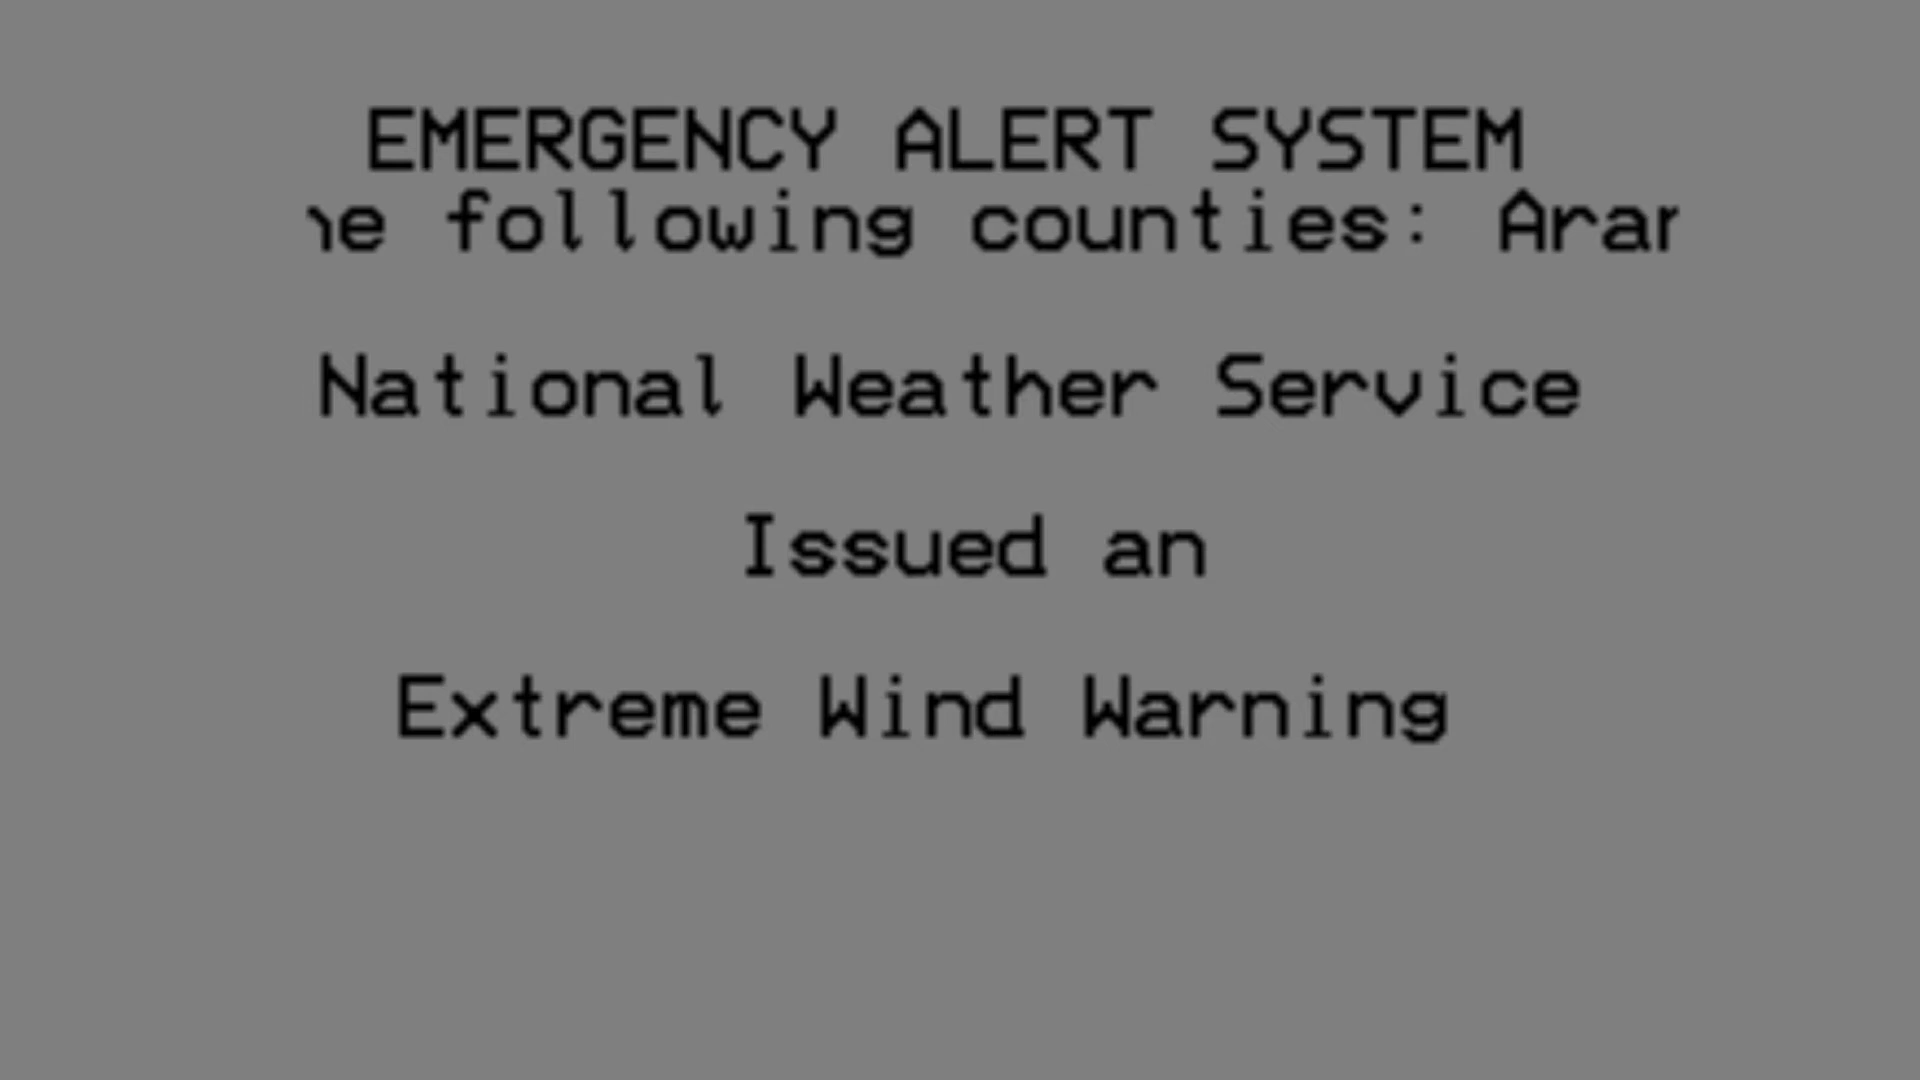 EMERGENCY ALERT SYSTEM
following counties:
National Weather Service
Issued an
Extreme Wind Warning